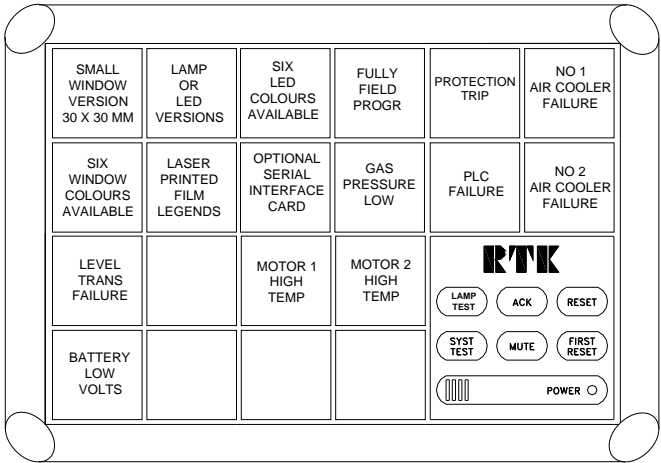 SMALL
WINDOW
VERSION
30 X 30 MM
LAMP
OR
LED
VERSIONS
SIX
LED
COLOURS
AVAILABLE
FULLY
FIELD
PROGR
PROTECTION
TRIP
NO 1
AIR COOLER
FAILURE
SIX
WINDOW
COLOURS
AVAILABLE
LASER
PRINTED
FILM
LEGENDS
OPTIONAL
SERIAL
INTERFACE
CARD
GAS
PRESSURE
LOW
PLC
FAILURE
NO 2
AIR COOLER
FAILURE
LEVEL
TRANS
FAILURE
MOTOR 1
HIGH
TEMP
MOTOR 2
HIGH
TEMP
RTK
LAMP
TEST
ACK
RESET
SYST
TEST
MUTE
FIRST
RESET
POWER
BATTERY
LOW
VOLTS